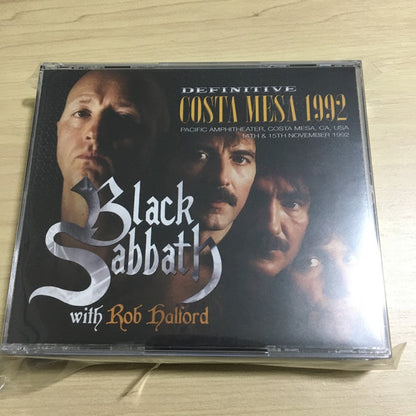 DEFINITIVE
COSTA MESA 1992
PACIFIC AMPHITHEATER, COSTA MESA, CA, USA
14TH & 15TH NOVEMBER 1992
Black
Sabbath
with Rob Halford